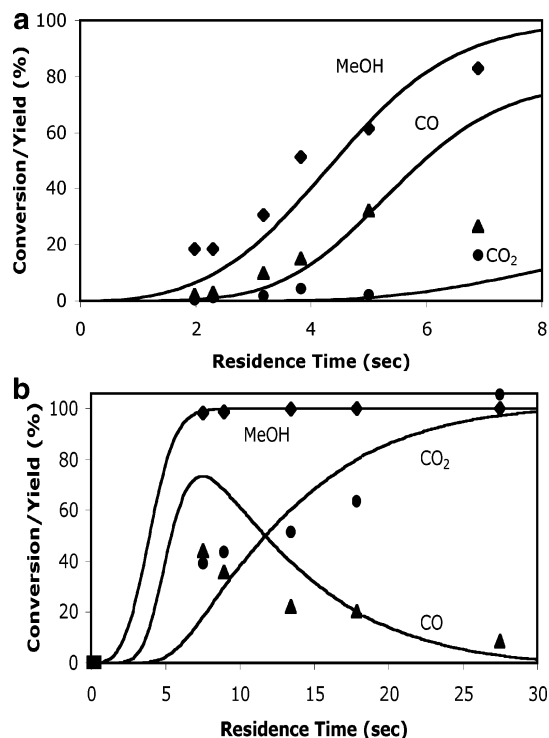 a
100
80
60
40
20
0
Conversion/Yield (%)
MeOH
CO
CO2
0 2 4 6 8
Residence Time (sec)
b
100
80
60
40
20
0
Conversion/Yield (%)
MeOH
CO2
CO
0 5 10 15 20 25 30
Residence Time (sec)